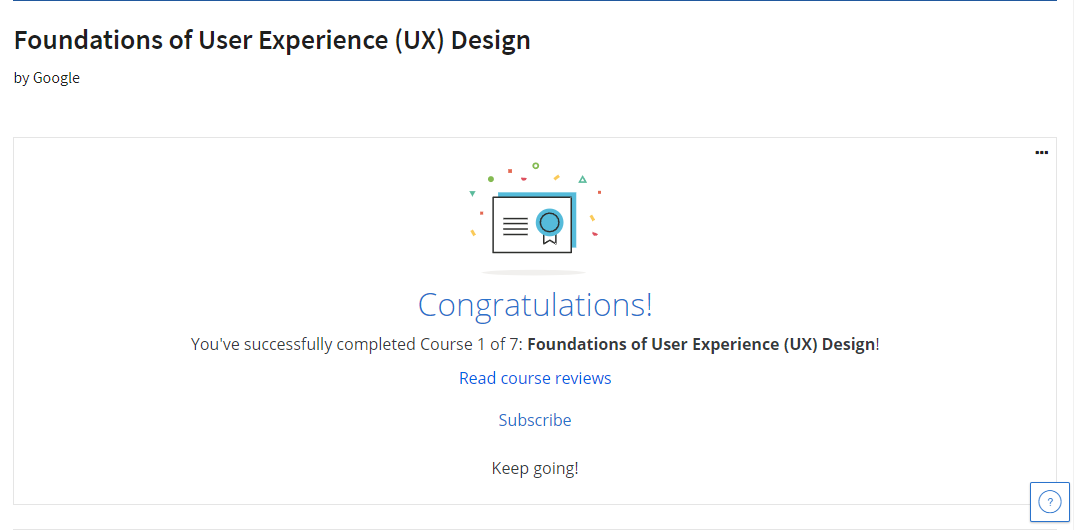 Foundations of User Experience (UX) Design
by Google
Congratulations!
You've successfully completed Course 1 of 7: Foundations of User Experience (UX) Design!
Read course reviews
Subscribe
Keep going!
?